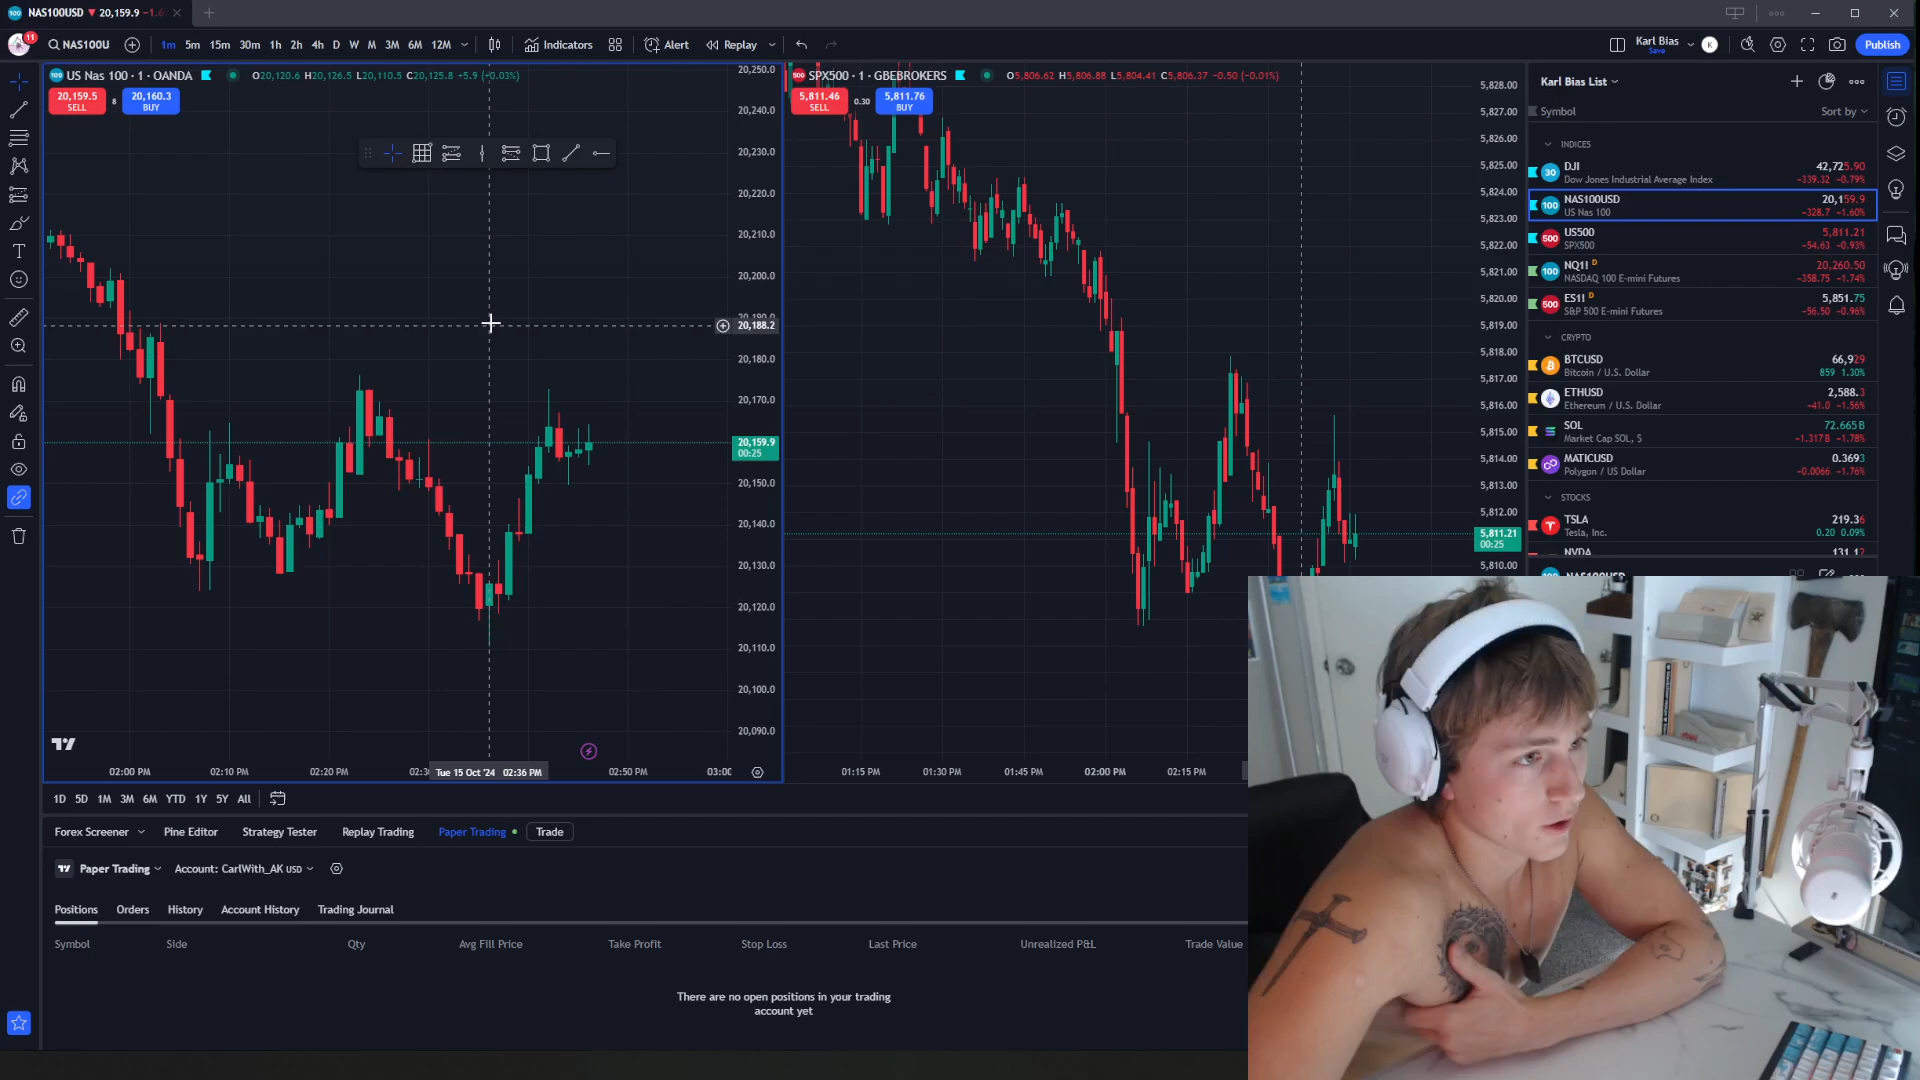 NAS100USD ▼ 20,159.9 −1.6
NAS100U
1m 5m 15m 30m 1h 2h 4h D W M 3M 6M 12M
Indicators
Alert
Replay
Karl Bias
Save
K
Publish
11
US Nas 100 · 1 · OANDA
O20,120.6 H20,126.5 L20,110.5 C20,125.8 +5.9 (+0.03%)
20,159.5
SELL
8
20,160.3
BUY
20,250.0
20,240.0
20,230.0
20,220.0
20,210.0
20,200.0
20,188.2
20,180.0
20,170.0
20,159.9
00:25
20,150.0
20,140.0
20,130.0
20,120.0
20,110.0
20,100.0
20,090.0
02:00 PM 02:10 PM 02:20 PM Tue 15 Oct '24 02:36 PM 02:50 PM 03:0
SPX500 · 1 · GBEBROKERS
O5,806.62 H5,806.88 L5,804.41 C5,806.37 −0.50 (−0.01%)
5,811.46
SELL
0.30
5,811.76
BUY
5,828.00
5,827.00
5,826.00
5,825.00
5,824.00
5,823.00
5,822.00
5,821.00
5,820.00
5,819.00
5,818.00
5,817.00
5,816.00
5,815.00
5,814.00
5,813.00
5,812.00
5,811.21
00:25
5,810.00
01:15 PM 01:30 PM 01:45 PM 02:00 PM 02:15 PM
Karl Bias List
Symbol
Sort by
INDICES
DJI 42,725.90
Dow Jones Industrial Average Index −339.32 −0.79%
NAS100USD 20,159.9
US Nas 100 −328.7 −1.60%
US500 5,811.21
SPX500 −54.63 −0.93%
NQ1! D 20,260.50
NASDAQ 100 E-mini Futures −358.75 −1.74%
ES1! D 5,851.75
S&P 500 E-mini Futures −56.50 −0.96%
CRYPTO
BTCUSD 66,929
Bitcoin / U.S. Dollar 859 1.30%
ETHUSD 2,588.3
Ethereum / U.S. Dollar −41.0 −1.56%
SOL 72.665B
Market Cap SOL, $ −1.317B −1.78%
MATICUSD 0.3693
Polygon / US Dollar −0.0066 −1.76%
STOCKS
TSLA 219.36
Tesla, Inc. 0.20 0.09%
NVDA 131.12
NAS100USD
1D 5D 1M 3M 6M YTD 1Y 5Y All
Forex Screener Pine Editor Strategy Tester Replay Trading Paper Trading Trade
Paper Trading Account: CarlWith_AK USD
Positions Orders History Account History Trading Journal
Symbol Side Qty Avg Fill Price Take Profit Stop Loss Last Price Unrealized P&L Trade Value
There are no open positions in your trading
account yet